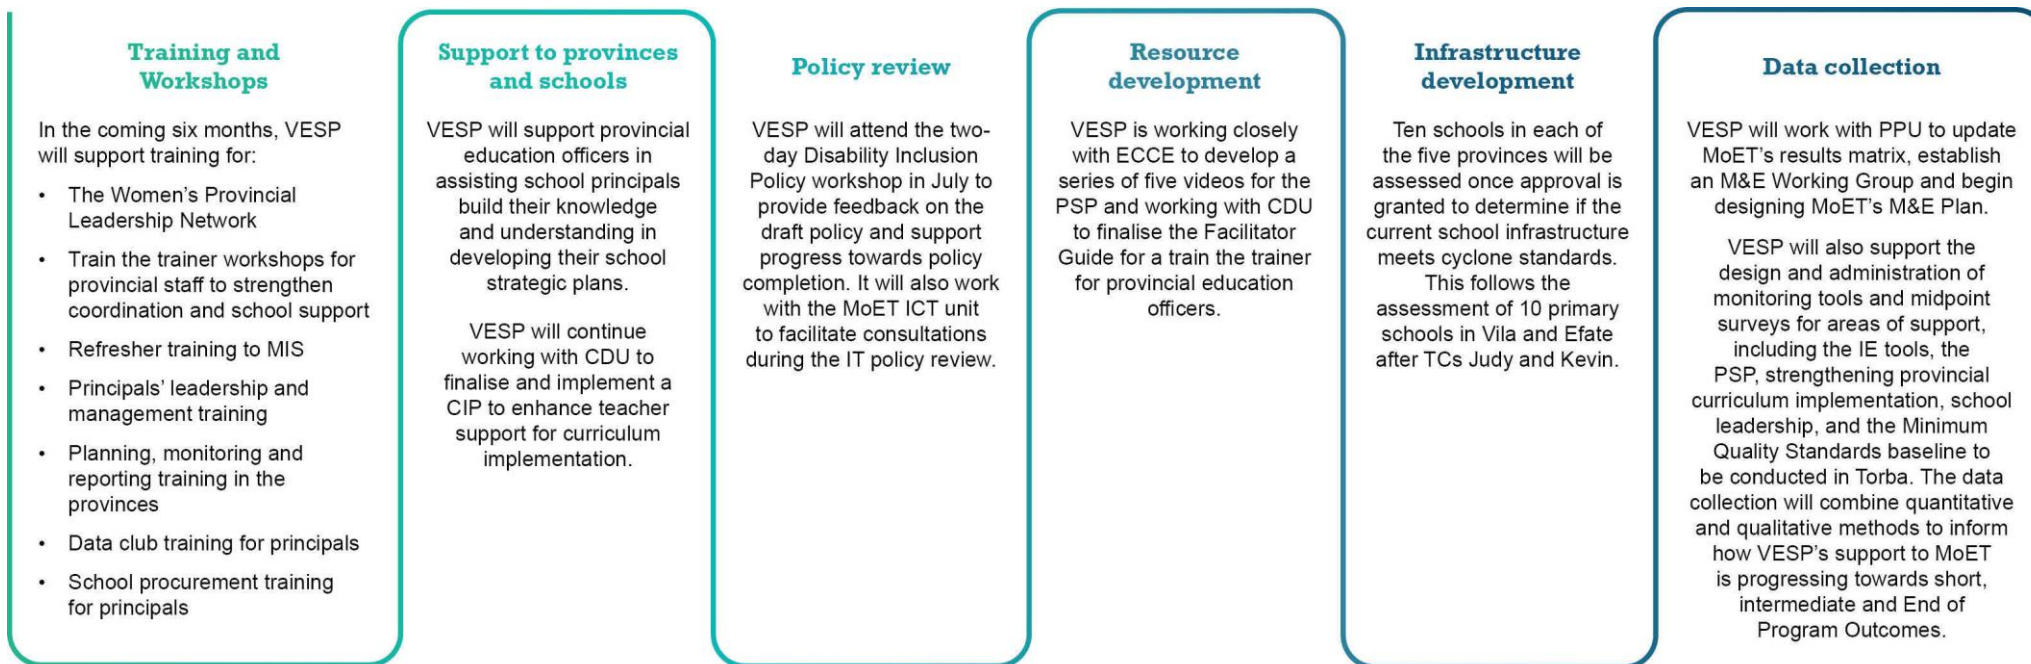 Training and
Workshops
In the coming six months, VESP
will support training for:
• The Women's Provincial
Leadership Network
• Train the trainer workshops for
provincial staff to strengthen
coordination and school support
• Refresher training to MIS
• Principals' leadership and
management training
• Planning, monitoring and
reporting training in the
provinces
• Data club training for principals
• School procurement training
for principals
Support to provinces
and schools
VESP will support provincial
education officers in
assisting school principals
build their knowledge
and understanding in
developing their school
strategic plans.
VESP will continue
working with CDU to
finalise and implement a
CIP to enhance teacher
support for curriculum
implementation.
Policy review
VESP will attend the two-
day Disability Inclusion
Policy workshop in July to
provide feedback on the
draft policy and support
progress towards policy
completion. It will also work
with the MoET ICT unit
to facilitate consultations
during the IT policy review.
Resource
development
VESP is working closely
with ECCE to develop a
series of five videos for the
PSP and working with CDU
to finalise the Facilitator
Guide for a train the trainer
for provincial education
officers.
Infrastructure
development
Ten schools in each of
the five provinces will be
assessed once approval is
granted to determine if the
current school infrastructure
meets cyclone standards.
This follows the
assessment of 10 primary
schools in Vila and Efate
after TCs Judy and Kevin.
Data collection
VESP will work with PPU to update
MoET's results matrix, establish
an M&E Working Group and begin
designing MoET's M&E Plan.
VESP will also support the
design and administration of
monitoring tools and midpoint
surveys for areas of support,
including the IE tools, the
PSP, strengthening provincial
curriculum implementation, school
leadership, and the Minimum
Quality Standards baseline to
be conducted in Torba. The data
collection will combine quantitative
and qualitative methods to inform
how VESP's support to MoET
is progressing towards short,
intermediate and End of
Program Outcomes.